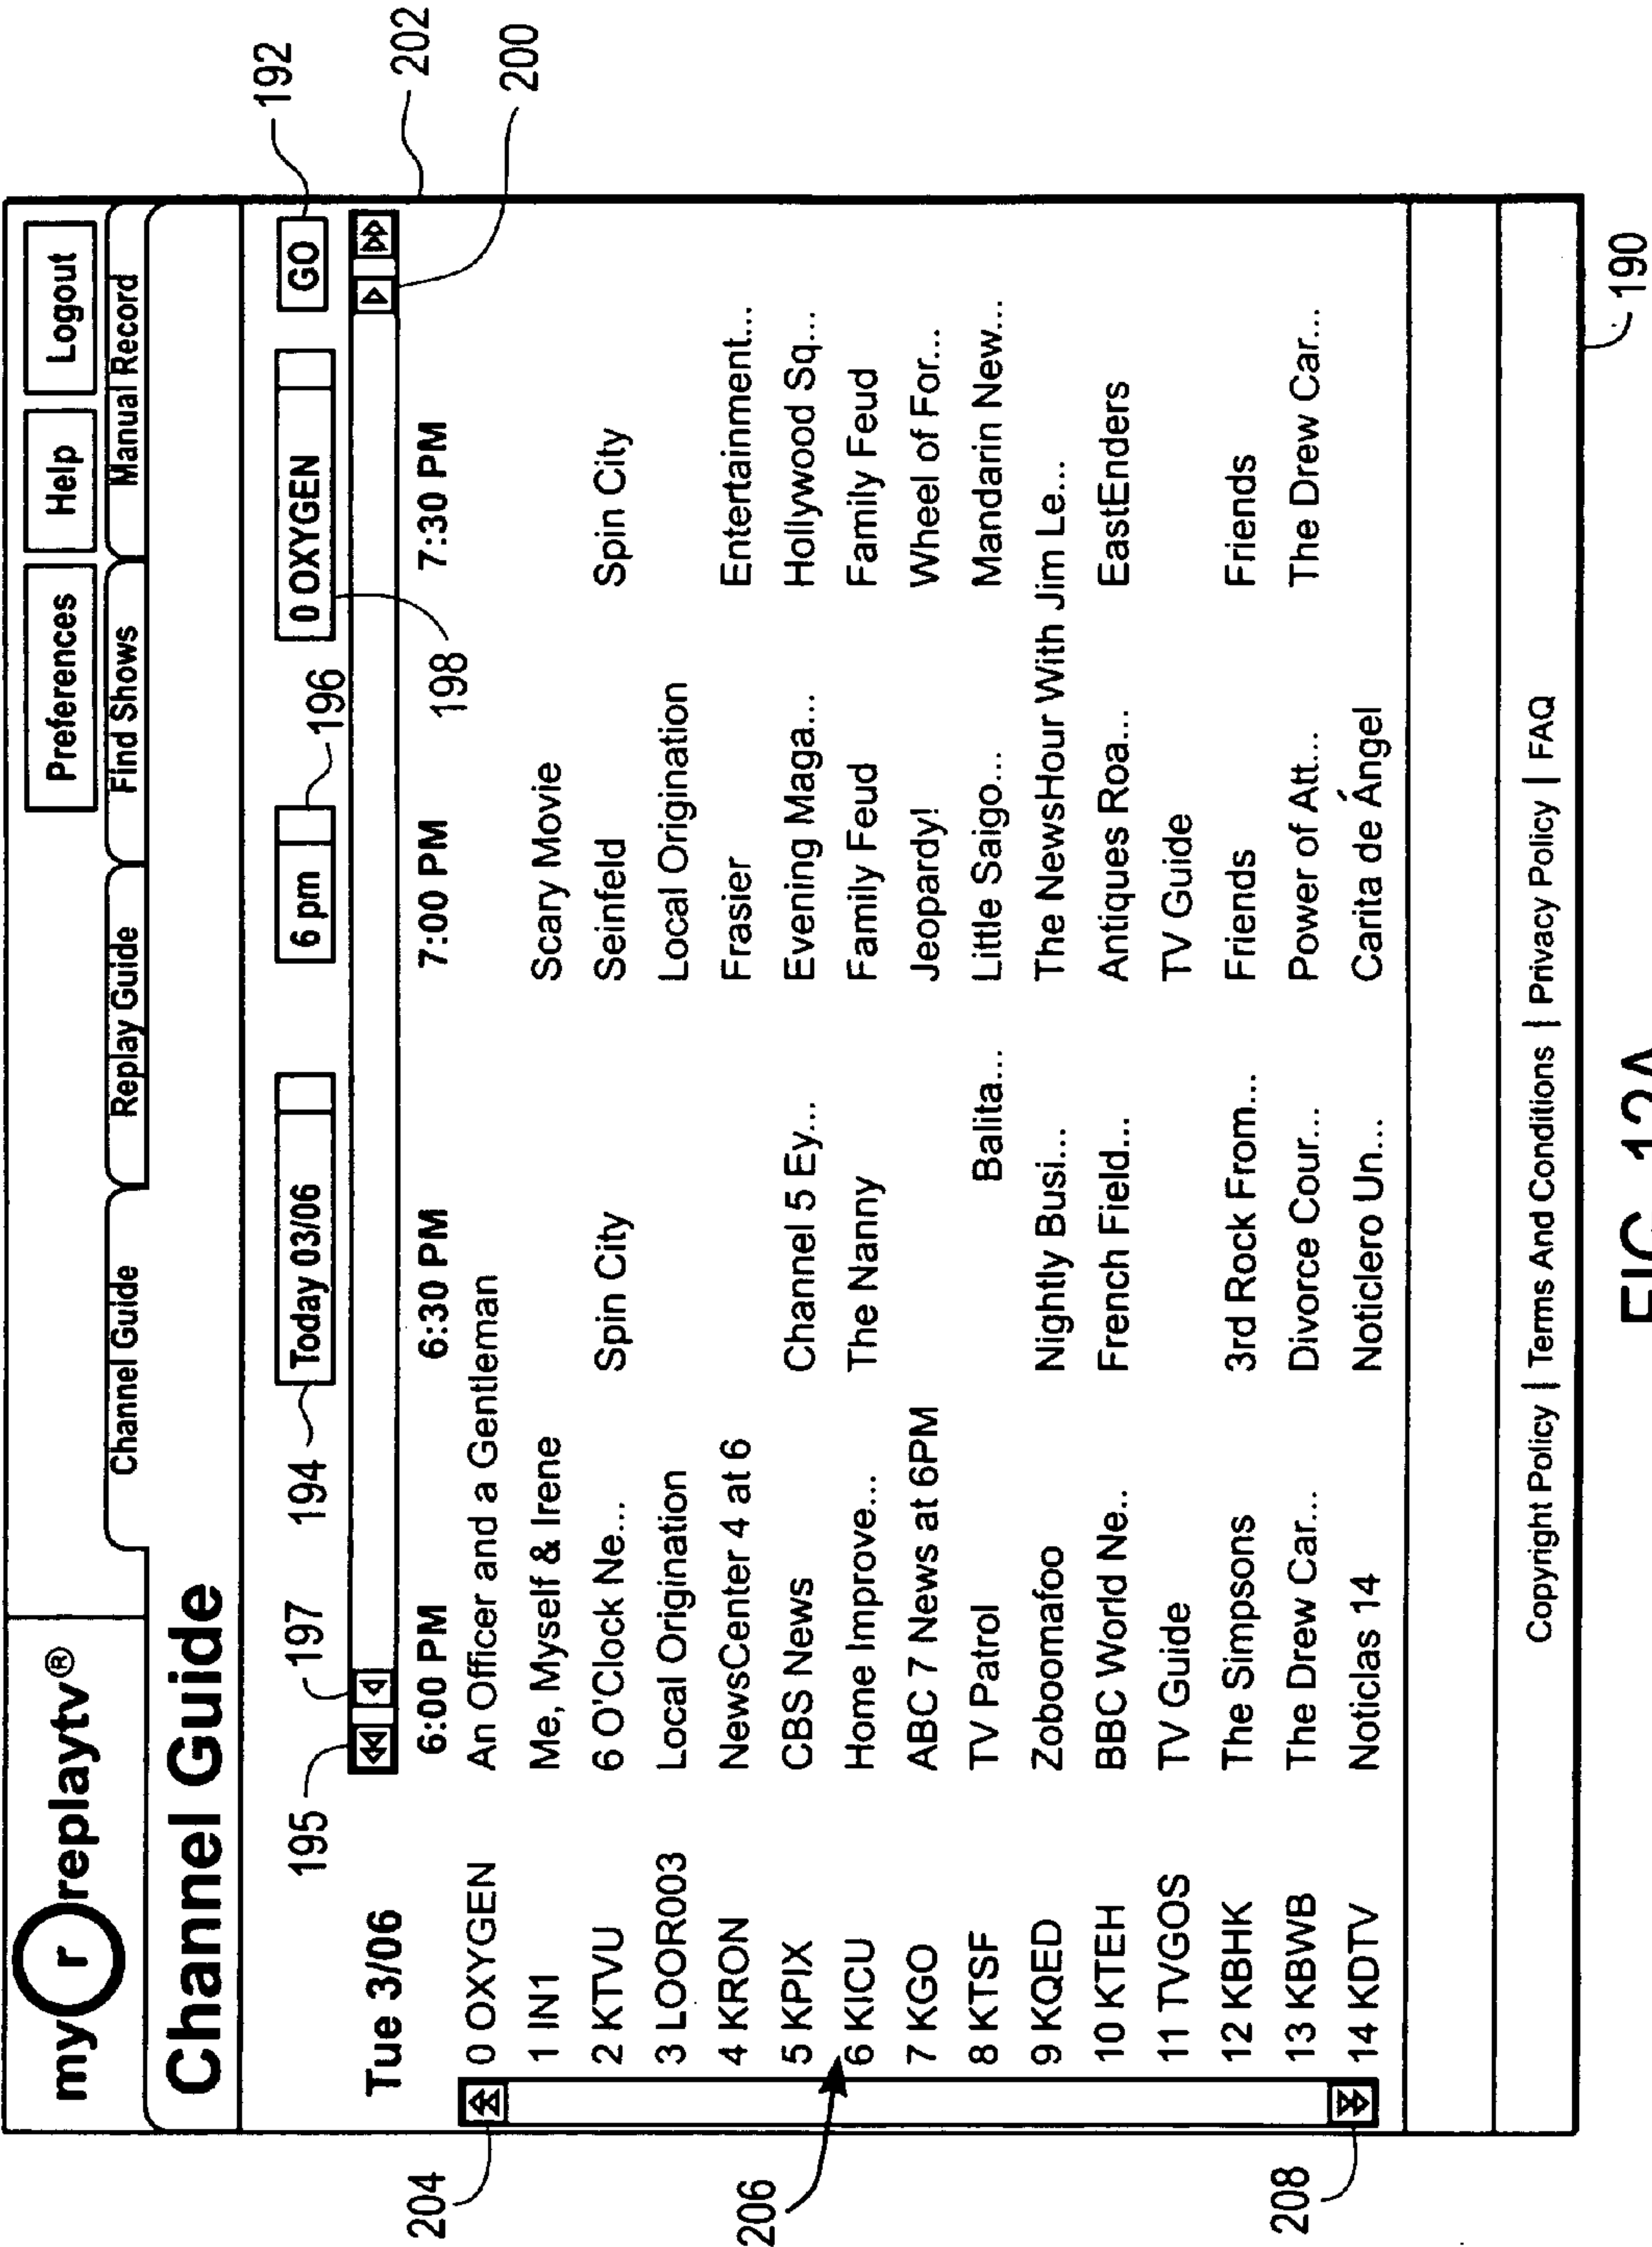 my r replaytv®
Preferences Help Logout
Channel Guide Replay Guide Find Shows Manual Record
Channel Guide
192
202
200
195 197 194 Today 03/06 6 pm 196 0 OXYGEN GO
198
Tue 3/06 6:00 PM 6:30 PM 7:00 PM 7:30 PM
0 OXYGEN An Officer and a Gentleman
1 IN1 Me, Myself & Irene Scary Movie
2 KTVU 6 O'Clock Ne... Spin City Seinfeld Spin City
3 LOOR003 Local Origination Local Origination
4 KRON NewsCenter 4 at 6 Frasier Entertainment...
5 KPIX CBS News Channel 5 Ey... Evening Maga... Hollywood Sq...
6 KICU Home Improve... The Nanny Family Feud Family Feud
7 KGO ABC 7 News at 6PM Jeopardy! Wheel of For...
8 KTSF TV Patrol Balita... Little Saigo... Mandarin New...
9 KQED Zoboomafoo Nightly Busi... The NewsHour With Jim Le...
10 KTEH BBC World Ne.. French Field... Antiques Roa... EastEnders
11 TVGOS TV Guide TV Guide
12 KBHK The Simpsons 3rd Rock From... Friends Friends
13 KBWB The Drew Car... Divorce Cour... Power of Att... The Drew Car...
14 KDTV Noticlas 14 Noticlero Un... Carita de Ángel
204
206
208
Copyright Policy | Terms And Conditions | Privacy Policy | FAQ
190